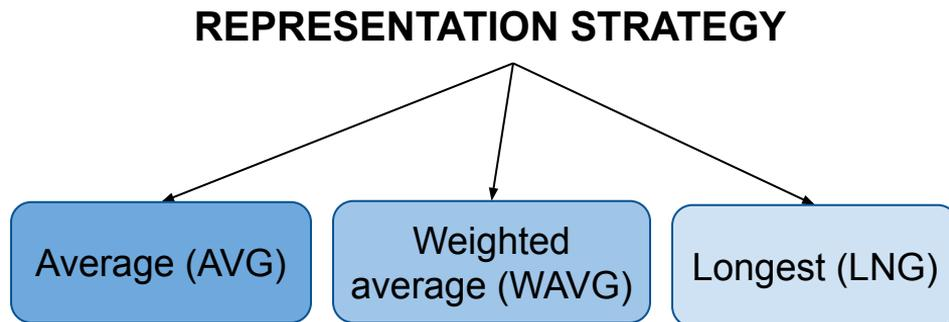 REPRESENTATION STRATEGY
Average (AVG)
Weighted
average (WAVG)
Longest (LNG)